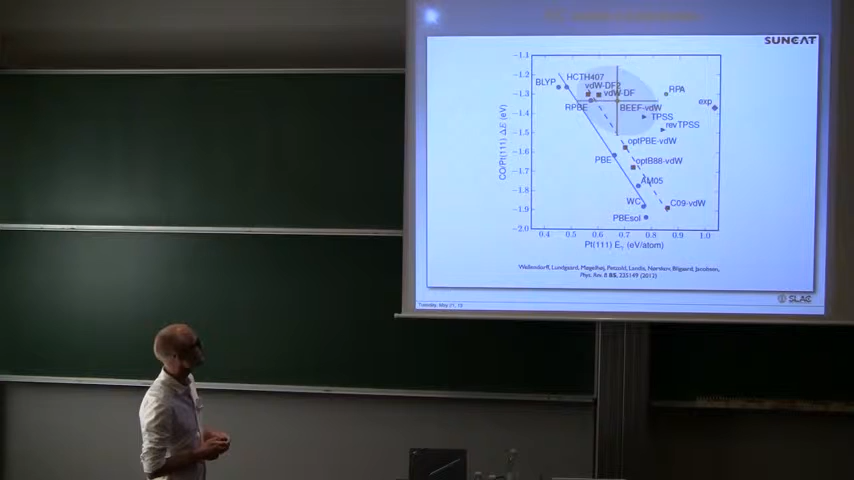 SUNCAT
−1.1
−1.2
−1.3
−1.4
−1.5
−1.6
−1.7
−1.8
−1.9
−2.0
CO/Pt(111) ΔE (eV)
BLYP
HCTH407
vdW-DF2
vdW-DF
RPBE
BEEF-vdW
RPA
exp
TPSS
revTPSS
optPBE-vdW
PBE
optB88-vdW
AM05
WC
C09-vdW
PBEsol
0.4 0.5 0.6 0.7 0.8 0.9 1.0
Pt(111) Eγ (eV/atom)
Wellendorff, Lundgaard, Møgelhøj, Petzold, Landis, Nørskov, Bligaard, Jacobsen,
Phys. Rev. B 85, 235149 (2012)
SLAC